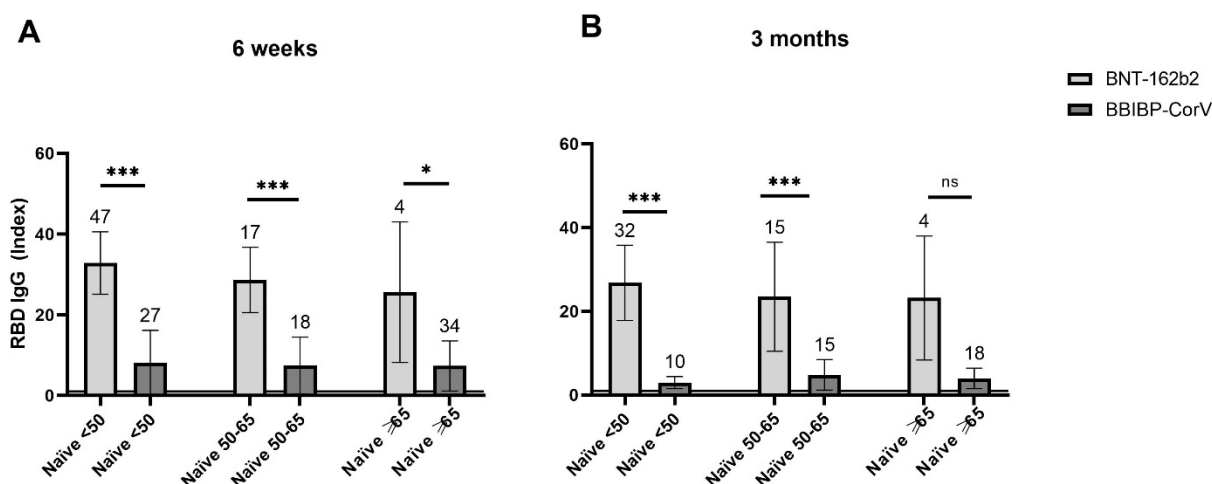 A
6 weeks
B
3 months
BNT-162b2
BBIBP-CorV
RBD IgG (Index)
60
40
20
0
***
47
27
***
17
18
*
4
34
Naïve <50
Naïve <50
Naïve 50-65
Naïve 50-65
Naïve ⩾65
Naïve ⩾65
60
40
20
0
***
32
10
***
15
15
ns
4
18
Naïve <50
Naïve <50
Naïve 50-65
Naïve 50-65
Naïve ⩾65
Naïve ⩾65